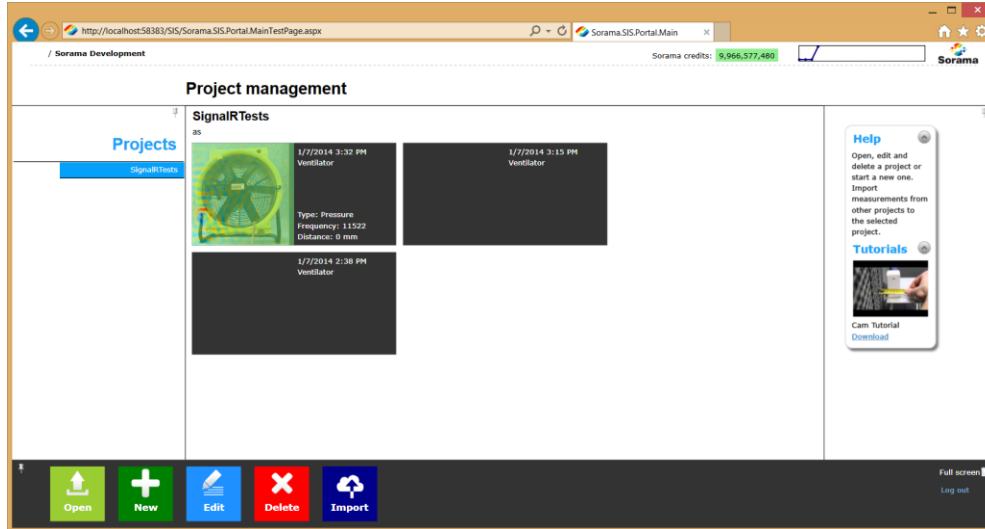 http://localhost:58383/SIS/Sorama.SIS.Portal.MainTestPage.aspx
Sorama.SIS.Portal.Main
/ Sorama Development
Sorama credits: 9,966,577,480
Sorama
Project management
Projects
SignalRTests
SignalRTests
as
1/7/2014 3:32 PM
Ventilator
Type: Pressure
Frequency: 11522
Distance: 0 mm
1/7/2014 3:15 PM
Ventilator
1/7/2014 2:38 PM
Ventilator
Help
Open, edit and
delete a project or
start a new one.
Import
measurements from
other projects to
the selected
project.
Tutorials
Cam Tutorial
Download
Open
New
Edit
Delete
Import
Full screen
Log out